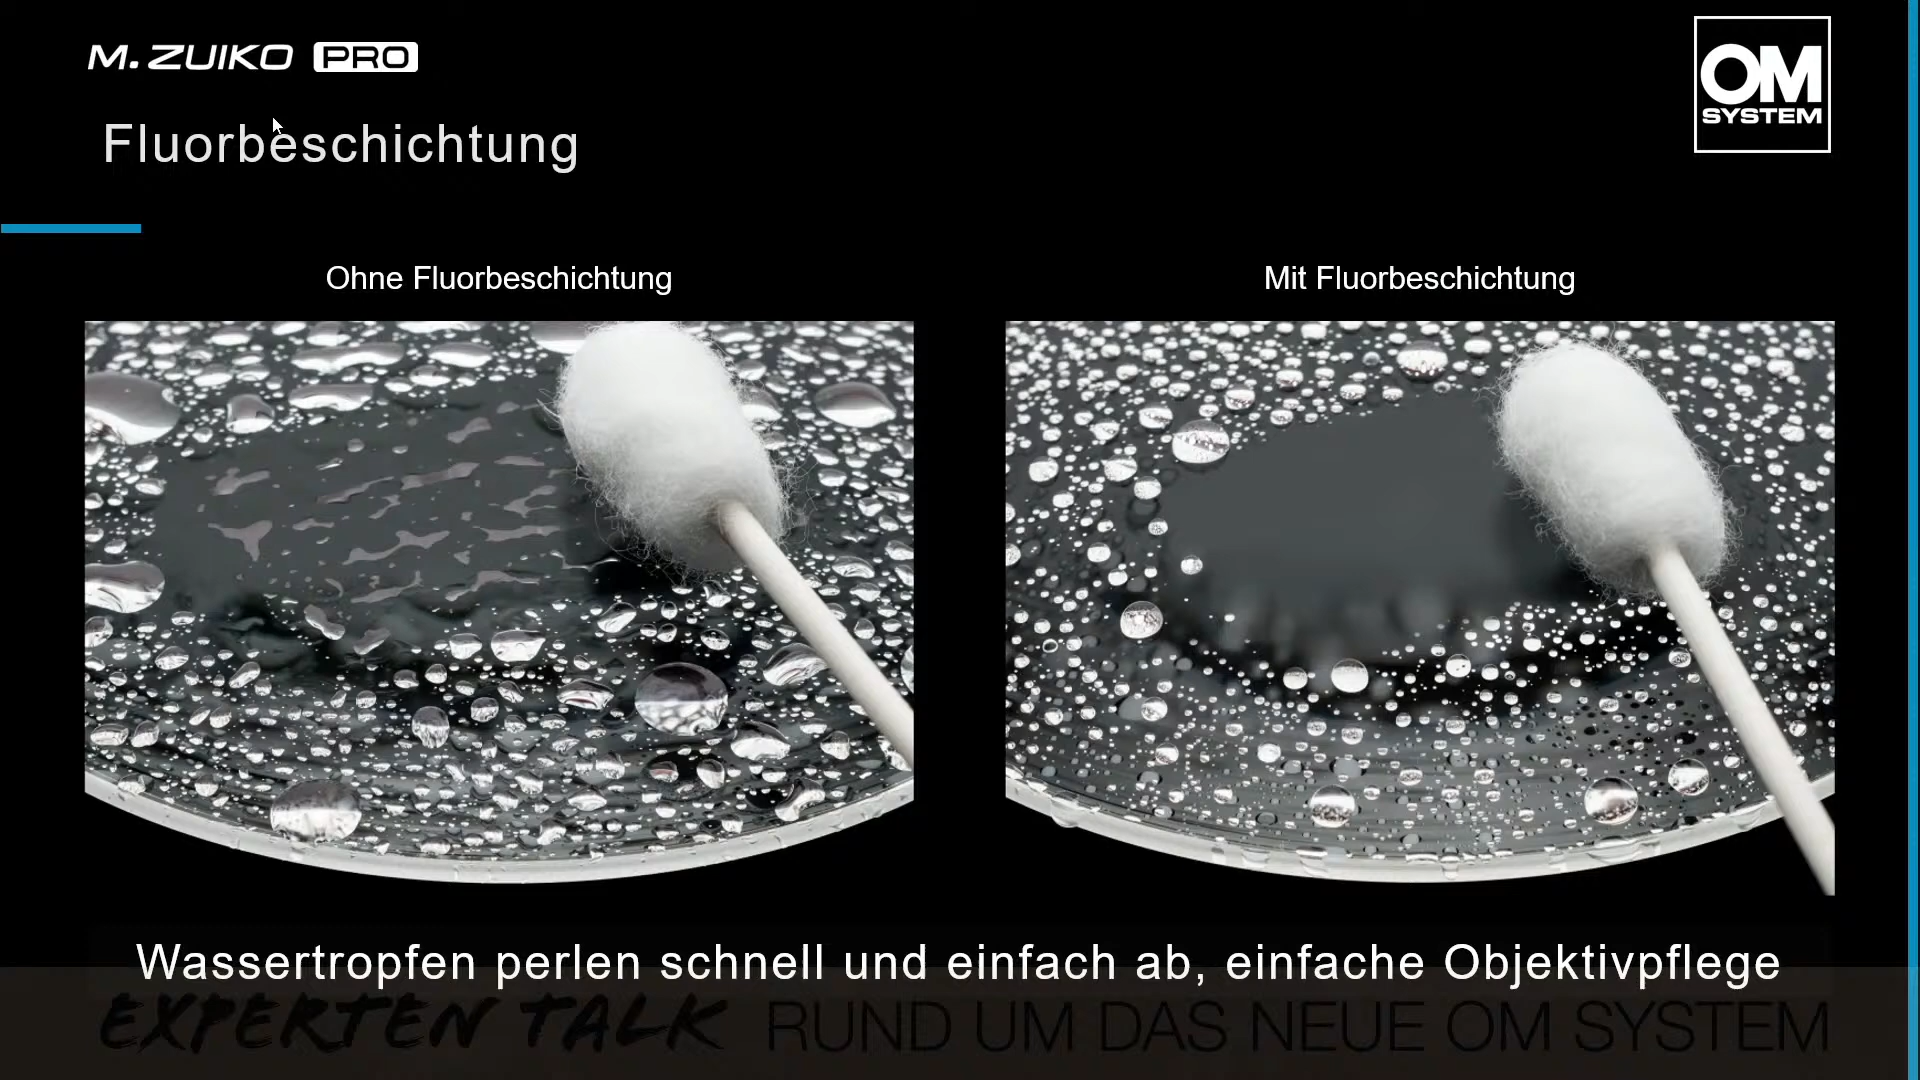 M.ZUIKO PRO
OM
SYSTEM
Fluorbeschichtung
Ohne Fluorbeschichtung
Mit Fluorbeschichtung
Wassertropfen perlen schnell und einfach ab, einfache Objektivpflege
EXPERTEN TALK RUND UM DAS NEUE OM SYSTEM